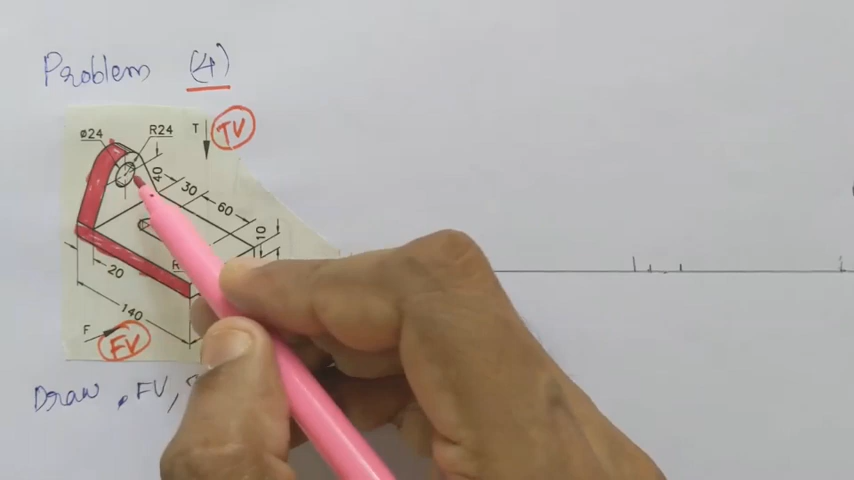 Problem (4)
ø24
R24
T
TV
40
30
60
10
20
R
140
F
FV
Draw, FV,